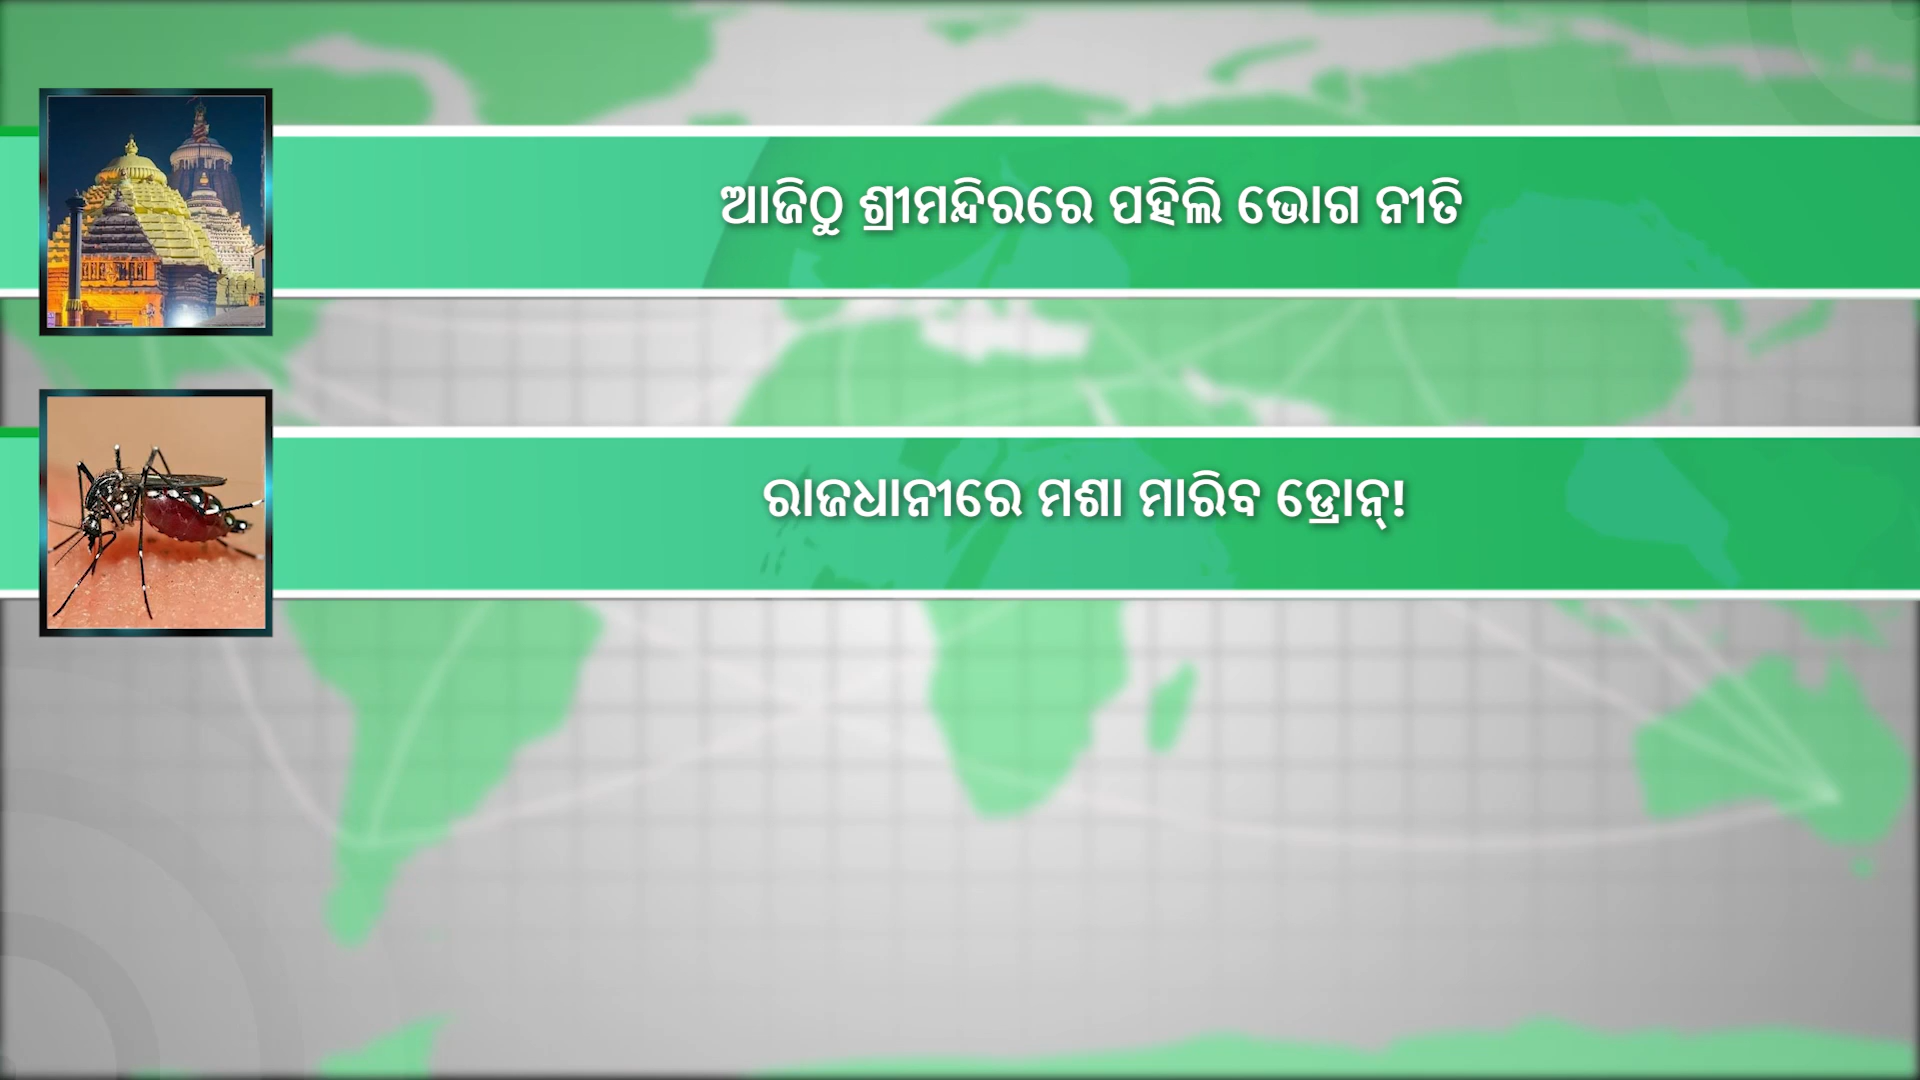 ଆଜିଠୁ ଶ୍ରୀମନ୍ଦିରରେ ପହିଲି ଭୋଗ ନୀତି
ରାଜଧାନୀରେ ମଶା ମାରିବ ଡ୍ରୋନ୍!